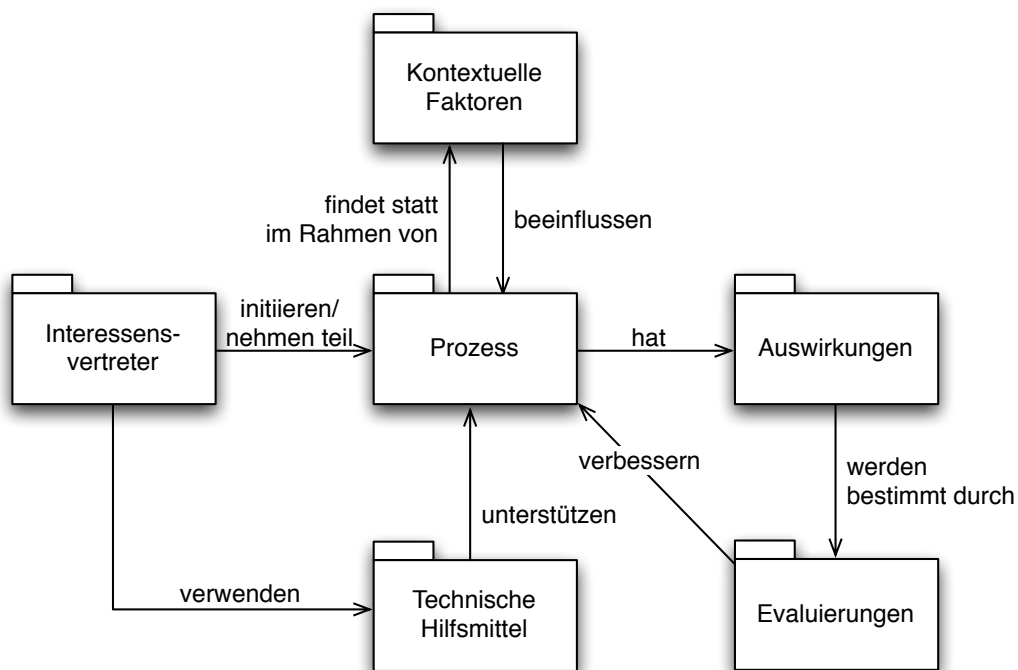 Kontextuelle
Faktoren
findet statt
im Rahmen von
beeinflussen
Interessens-
vertreter
initiieren/
nehmen teil
Prozess
hat
Auswirkungen
verbessern
werden
bestimmt durch
unterstützen
verwenden
Technische
Hilfsmittel
Evaluierungen